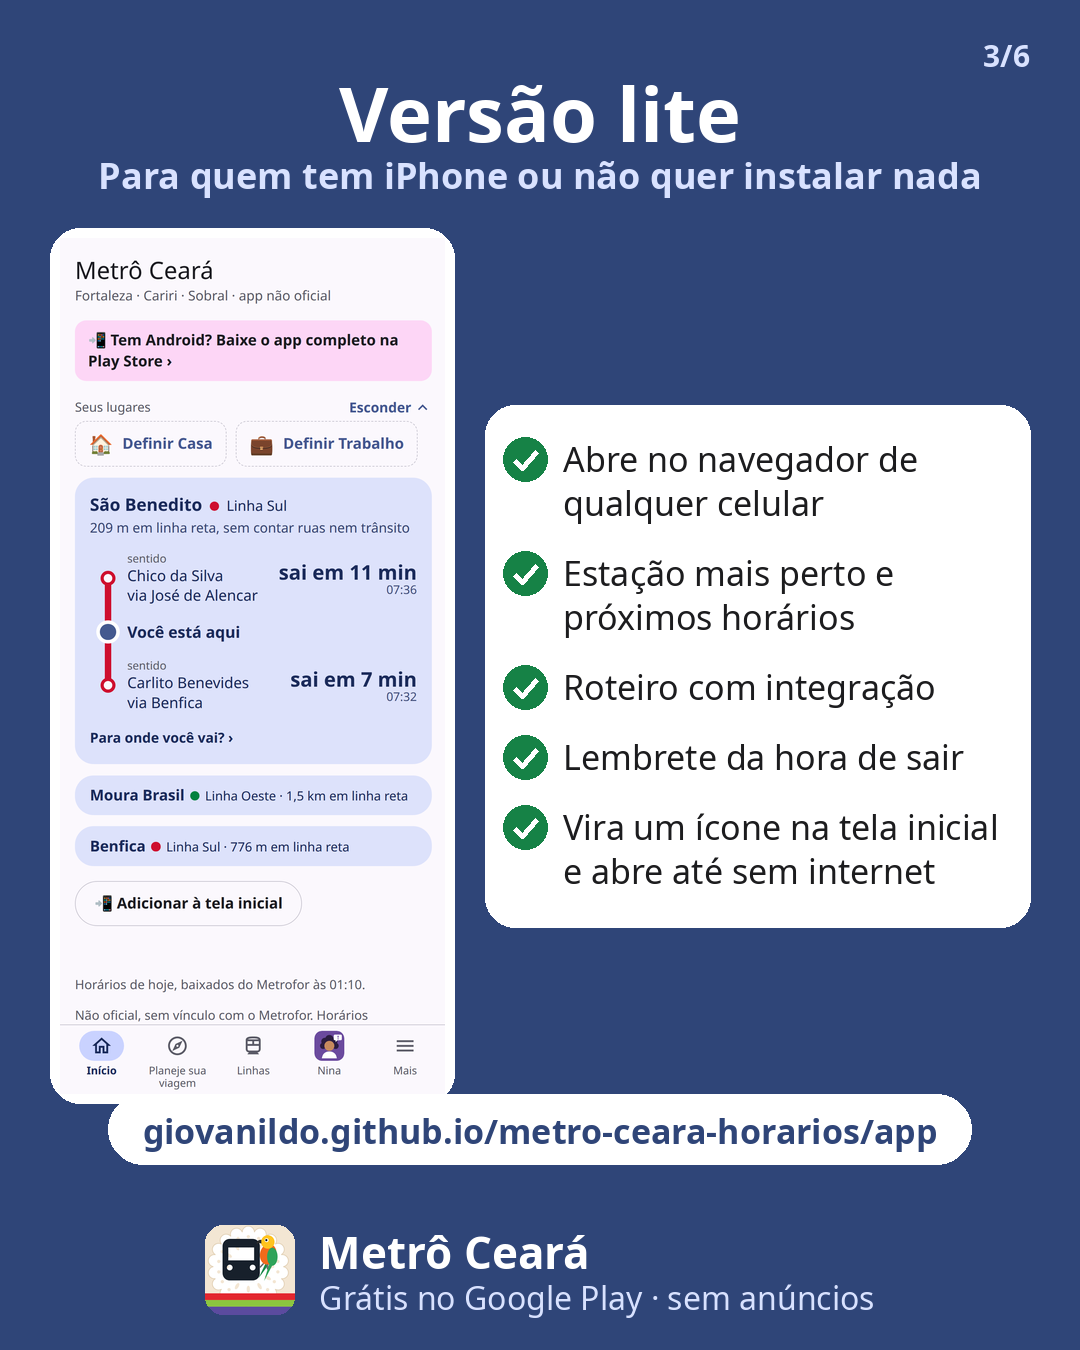 3/6
Versão lite
Para quem tem iPhone ou não quer instalar nada
Metrô Ceará
Fortaleza · Cariri · Sobral · app não oficial
📲 Tem Android? Baixe o app completo na
Play Store ›
Seus lugares
Esconder
🏠 Definir Casa
💼 Definir Trabalho
São Benedito
Linha Sul
209 m em linha reta, sem contar ruas nem trânsito
sentido
Chico da Silva
via José de Alencar
sai em 11 min
07:36
Você está aqui
sentido
Carlito Benevides
via Benfica
sai em 7 min
07:32
Para onde você vai? ›
Moura Brasil
Linha Oeste · 1,5 km em linha reta
Benfica
Linha Sul · 776 m em linha reta
📲 Adicionar à tela inicial
Horários de hoje, baixados do Metrofor às 01:10.
Não oficial, sem vínculo com o Metrofor. Horários
Início
Planeje sua
viagem
Linhas
Nina
Mais
Abre no navegador de
qualquer celular
Estação mais perto e
próximos horários
Roteiro com integração
Lembrete da hora de sair
Vira um ícone na tela inicial
e abre até sem internet
giovanildo.github.io/metro-ceara-horarios/app
Metrô Ceará
Grátis no Google Play · sem anúncios